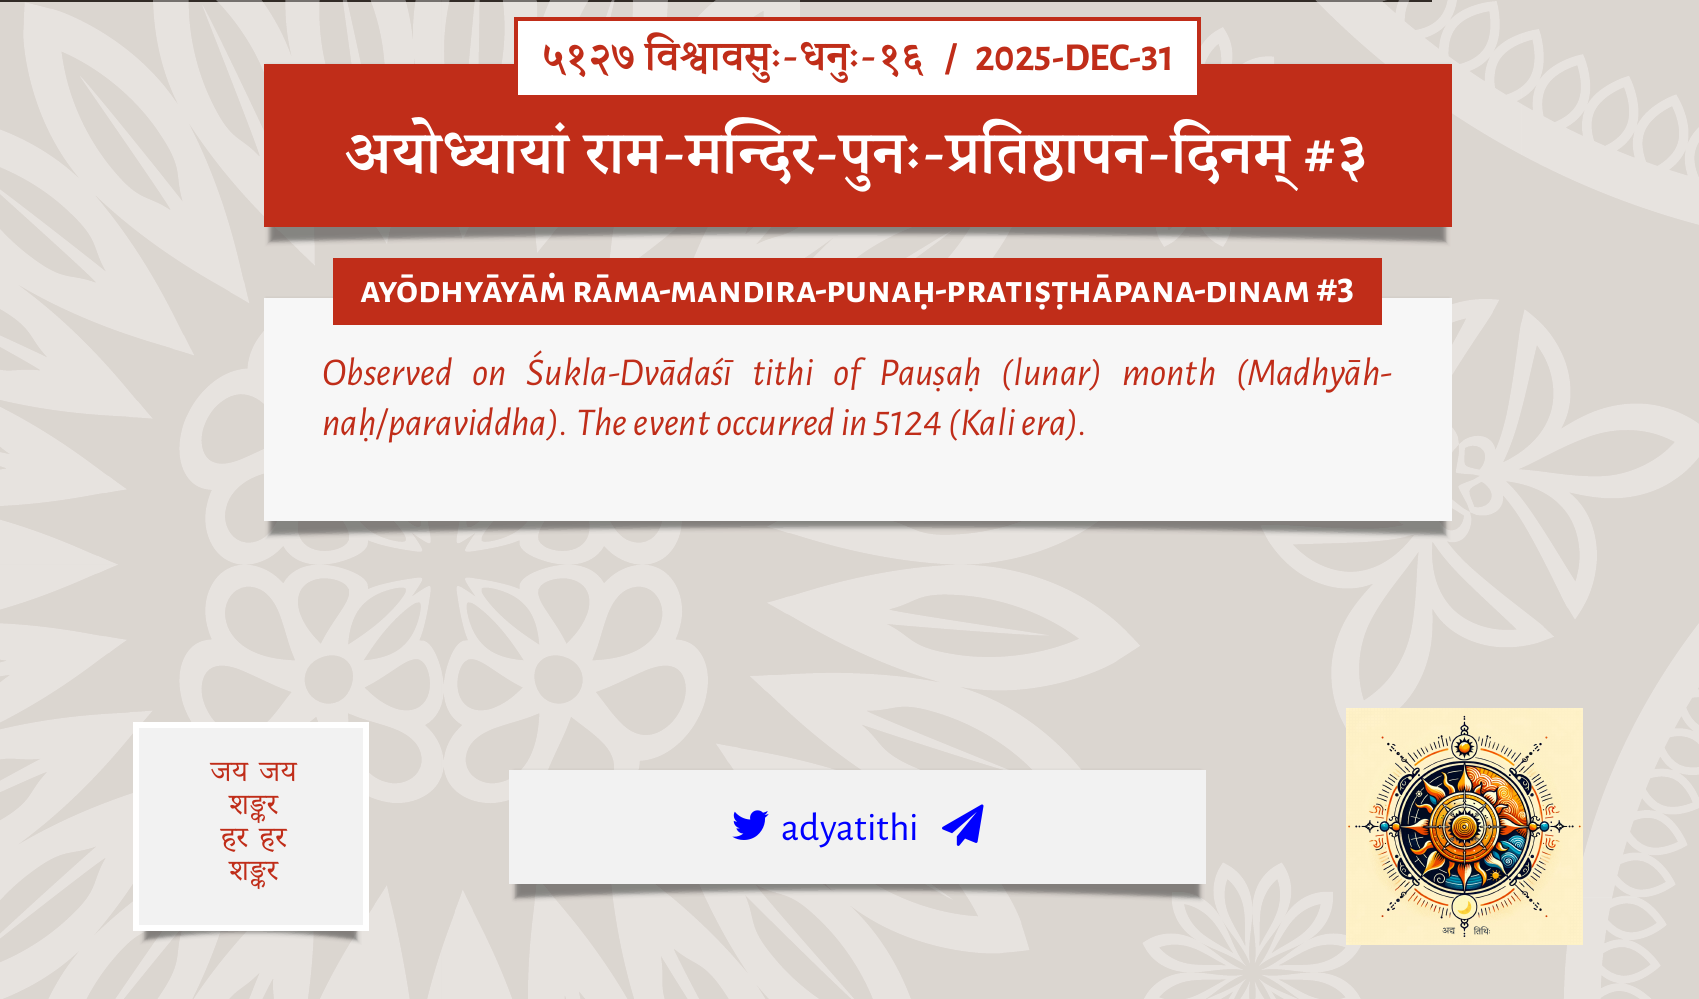 ५१२७ विश्वावसुः-धनुः-१६ / 2025-DEC-31
अयोध्यायां राम-मन्दिर-पुनः-प्रतिष्ठापन-दिनम् #३
AYŌDHYĀYĀṀ RĀMA-MANDIRA-PUNAḤ-PRATIṢṬHĀPANA-DINAM #3
Observed on Śukla-Dvādaśī tithi of Pauṣaḥ (lunar) month (Madhyāh-
naḥ/paraviddha). The event occurred in 5124 (Kali era).
जय जय
शङ्कर
हर हर
शङ्कर
adyatithi
अद्य तिथिः